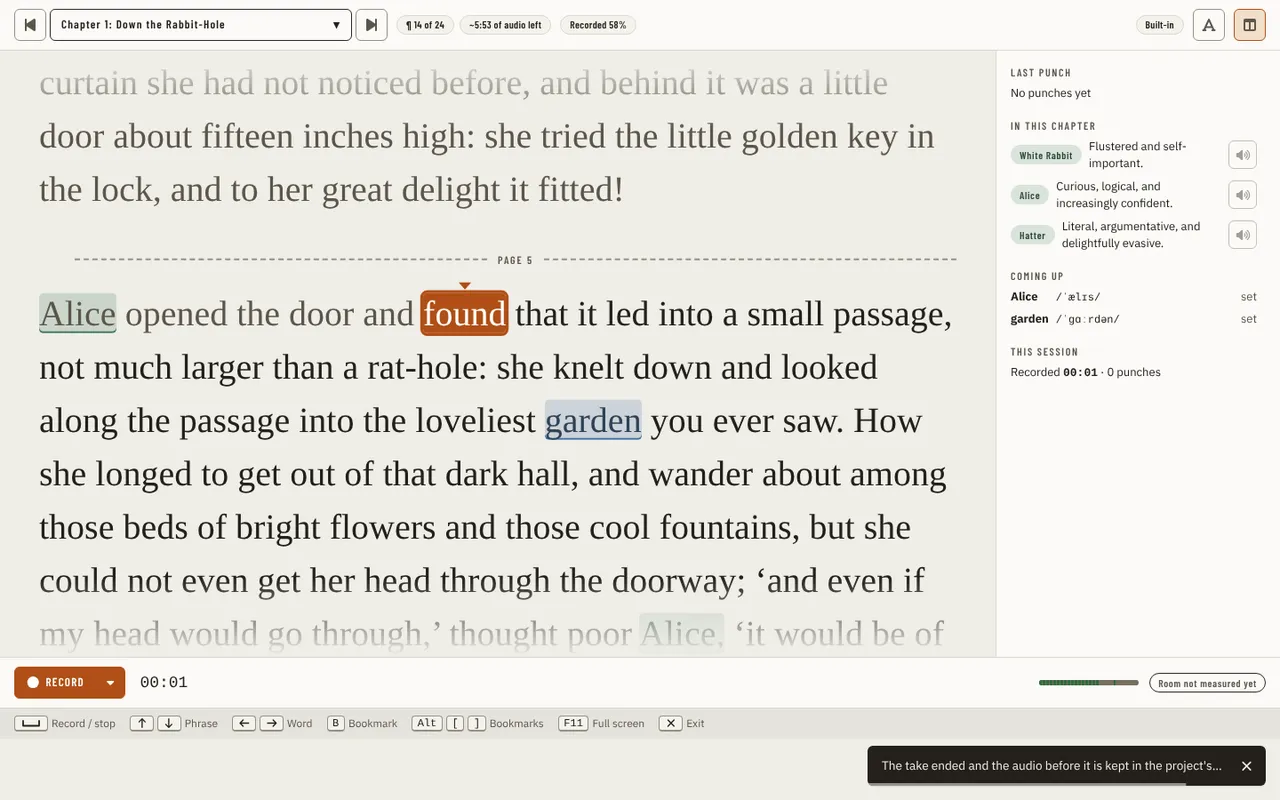 Chapter 1: Down the Rabbit-Hole
¶ 14 of 24
~5:53 of audio left
Recorded 58%
Built-in
A
curtain she had not noticed before, and behind it was a little
door about fifteen inches high: she tried the little golden key in
the lock, and to her great delight it fitted!
PAGE 5
Alice opened the door and found that it led into a small passage,
not much larger than a rat-hole: she knelt down and looked
along the passage into the loveliest garden you ever saw. How
she longed to get out of that dark hall, and wander about among
those beds of bright flowers and those cool fountains, but she
could not even get her head through the doorway; ‘and even if
my head would go through,’ thought poor Alice, ‘it would be of
LAST PUNCH
No punches yet
IN THIS CHAPTER
White Rabbit
Flustered and self-
important.
Alice
Curious, logical, and
increasingly confident.
Hatter
Literal, argumentative, and
delightfully evasive.
COMING UP
Alice /ˈælɪs/ set
garden /ˈɡɑːrdən/ set
THIS SESSION
Recorded 00:01 · 0 punches
RECORD
00:01
Room not measured yet
Record / stop
↑ ↓ Phrase
← → Word
B Bookmark
Alt [ ] Bookmarks
F11 Full screen
✕ Exit
The take ended and the audio before it is kept in the project's…